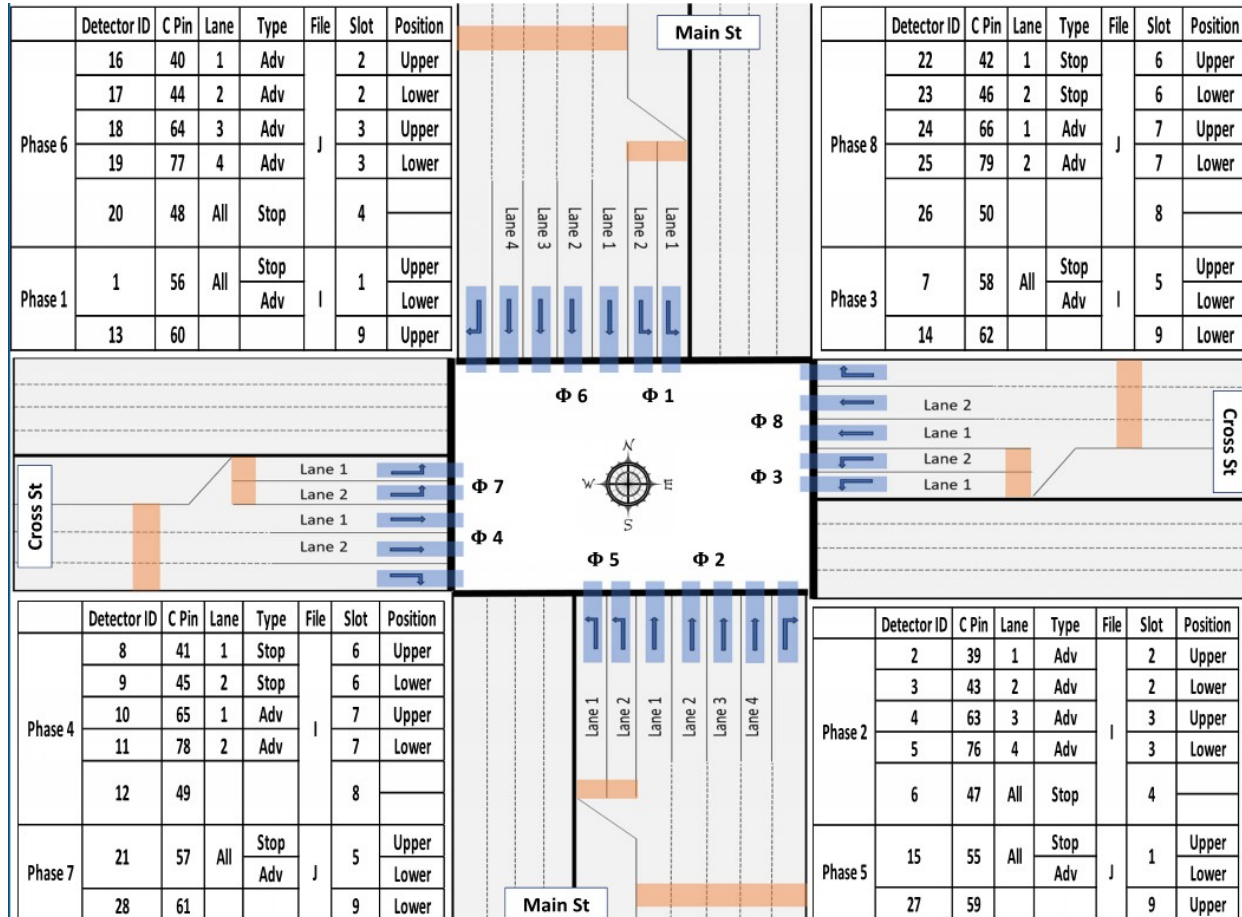 Detector ID C Pin Lane Type File Slot Position
Phase 6
16 40 1 Adv J 2 Upper
17 44 2 Adv 2 Lower
18 64 3 Adv 3 Upper
19 77 4 Adv 3 Lower
20 48 All Stop 4
Phase 1
1 56 All Stop I 1 Upper
Adv Lower
13 60 9 Upper
Main St
Lane 4
Lane 3
Lane 2
Lane 1
Lane 2
Lane 1
Detector ID C Pin Lane Type File Slot Position
Phase 8
22 42 1 Stop J 6 Upper
23 46 2 Stop 6 Lower
24 66 1 Adv 7 Upper
25 79 2 Adv 7 Lower
26 50 8
Phase 3
7 58 All Stop I 5 Upper
Adv Lower
14 62 9 Lower
Φ 6 Φ 1
Φ 8
Φ 3
Φ 7
Φ 4
Φ 5 Φ 2
N
W E
S
Cross St
Lane 1
Lane 2
Lane 1
Lane 2
Lane 2
Lane 1
Lane 2
Lane 1
Cross St
Detector ID C Pin Lane Type File Slot Position
Phase 4
8 41 1 Stop I 6 Upper
9 45 2 Stop 6 Lower
10 65 1 Adv 7 Upper
11 78 2 Adv 7 Lower
12 49 8
Phase 7
21 57 All Stop J 5 Upper
Adv Lower
28 61 9 Lower
Lane 1
Lane 2
Lane 1
Lane 2
Lane 3
Lane 4
Main St
Detector ID C Pin Lane Type File Slot Position
Phase 2
2 39 1 Adv I 2 Upper
3 43 2 Adv 2 Lower
4 63 3 Adv 3 Upper
5 76 4 Adv 3 Lower
6 47 All Stop 4
Phase 5
15 55 All Stop J 1 Upper
Adv Lower
27 59 9 Upper